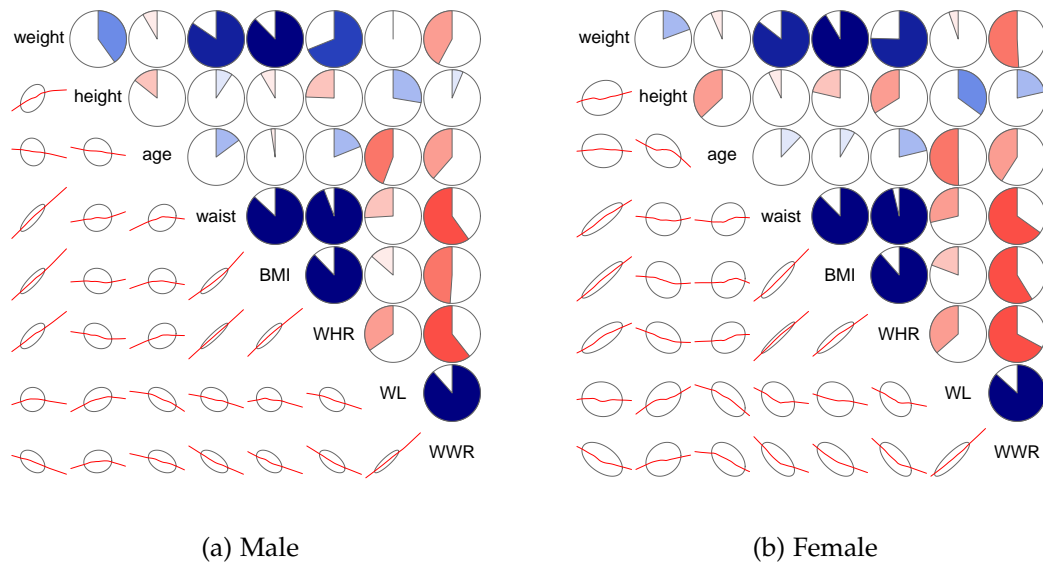 weight
height
age
waist
BMI
WHR
WL
WWR
(a) Male
weight
height
age
waist
BMI
WHR
WL
WWR
(b) Female